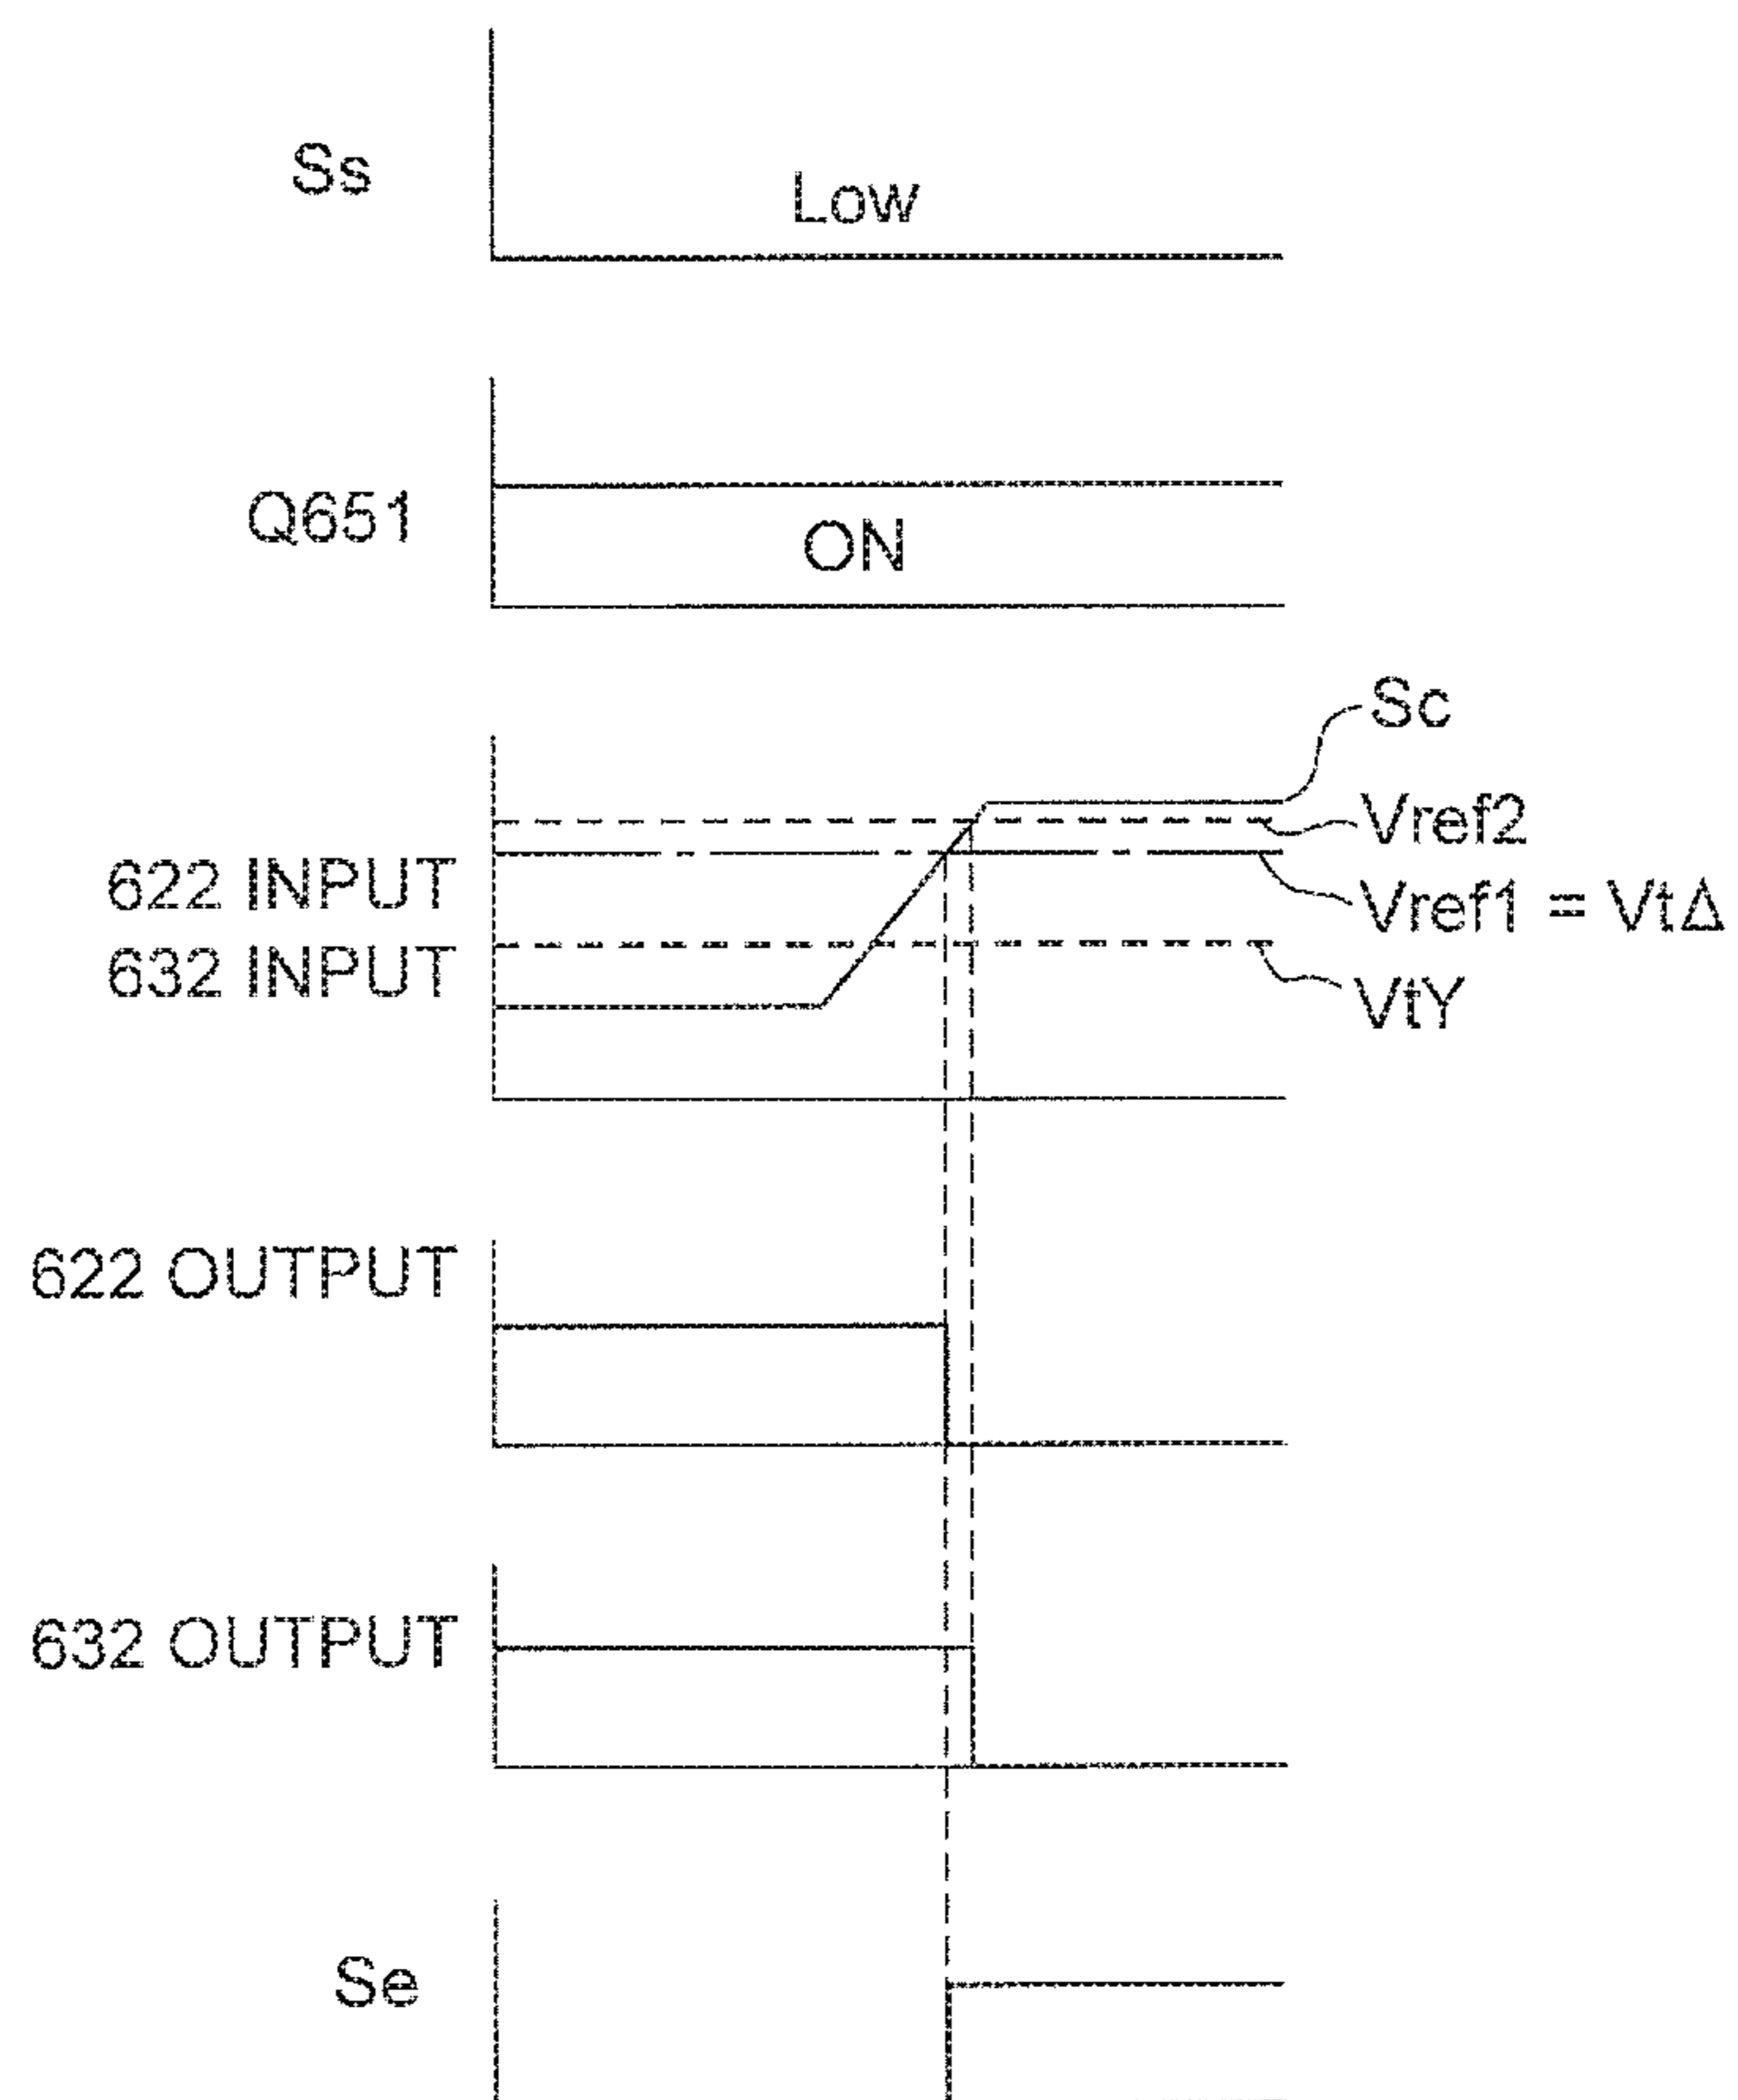 Ss
Low
Q651
ON
Sc
Vref2
622 INPUT
Vref1 = VtΔ
632 INPUT
VtY
622 OUTPUT
632 OUTPUT
Se